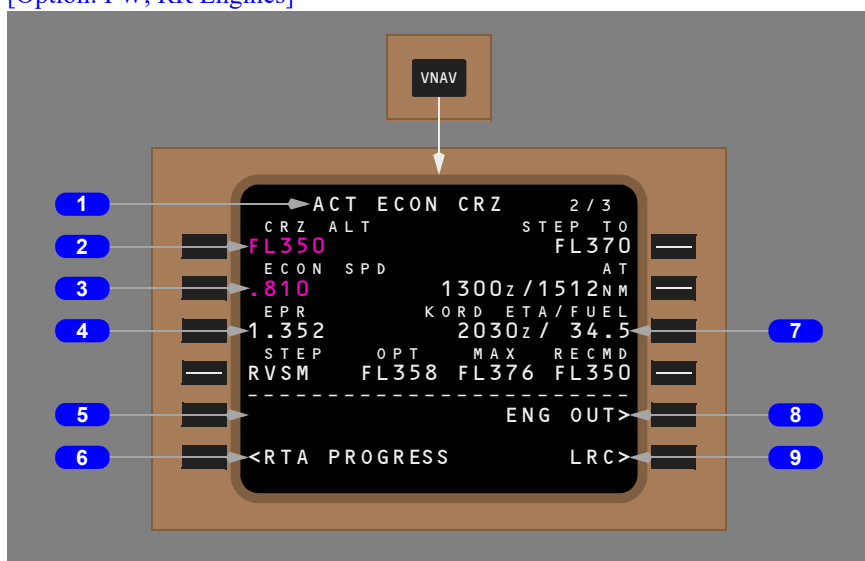 [Option: PW, RR Engines]
VNAV
1 ACT ECON CRZ 2/3
CRZ ALT STEP TO
2 FL350 FL370
ECON SPD AT
3 .810 1300Z/1512NM
EPR KORD ETA/FUEL
4 1.352 2030Z/ 34.5 7
STEP OPT MAX RECMD
RVSM FL358 FL376 FL350
--------------------------------
5 ENG OUT> 8
6 <RTA PROGRESS LRC> 9